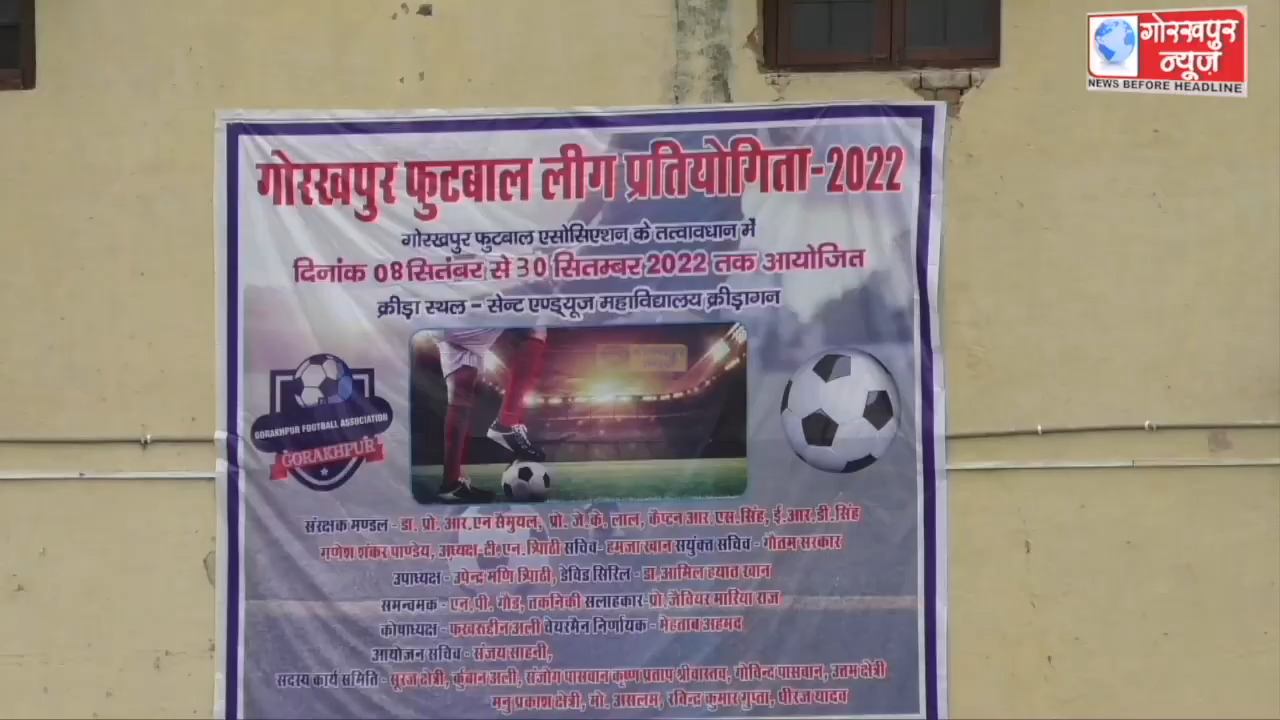 गोरखपुर
न्यूज़
NEWS BEFORE HEADLINE
गोरखपुर फुटबाल लीग प्रतियोगिता-2022
गोरखपुर फुटबाल एसोसिएशन के तत्वावधान में
दिनांक 08 सितंबर से 30 सितम्बर 2022 तक आयोजित
क्रीड़ा स्थल - सेन्ट एण्ड्यूज महाविद्यालय क्रीड़ागन
GORAKHPUR FOOTBALL ASSOCIATION
GORAKHPUR
संरक्षक मण्डल - डा. प्रो. आर.एन सैमुयल, प्रो. जे.के. लाल, कैप्टन आर. एस.सिंह, ई.आर.डी.सिंह
गणेश शंकर पाण्डेय, अध्यक्ष-टी.एन.त्रिपाठी सचिव- हमजा खान सयुंक्त सचिव - गौतम सरकार
उपाध्यक्ष - उपेन्द्र मणि त्रिपाठी, डेविड सिरिल - डा.आमिल हयात खान
समन्वमक - एन.पी. गौड, तकनिकी सलाहकार-प्रो.जेवियर मारिया राज
कोषाध्यक्ष - फखरुद्दीन अली चेयरमैन निर्णायक - मेहताब अहमद
आयोजन सचिव - संजय साहनी,
सदस्य कार्य समिति - सूरज क्षेत्री, कुर्बान अली, संजोग पासवान कृष्ण प्रताप श्रीवास्तव, गोविन्द पासवान, उत्तम क्षेत्री
मनु प्रकाश क्षेत्री, मो. असलम, रविन्द्र कुमार गुप्ता, धीरज यादव